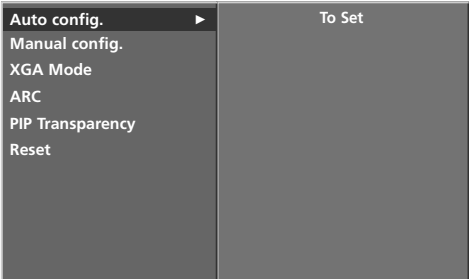 Auto config. ► To Set
Manual config.
XGA Mode
ARC
PIP Transparency
Reset